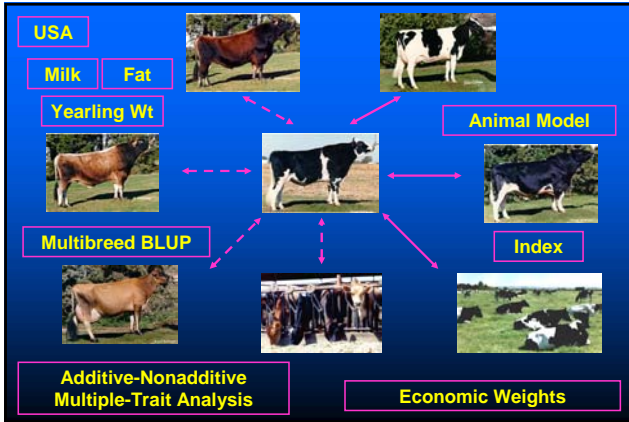 USA
Milk
Fat
Yearling Wt
Animal Model
Multibreed BLUP
Index
Additive-Nonadditive
Multiple-Trait Analysis
Economic Weights